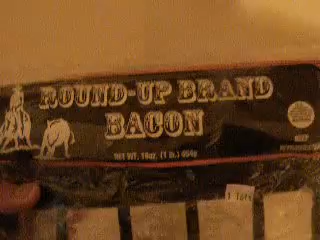 ROUND-UP BRAND
BACON
NET WT. 16oz. (1 lb.) 454g